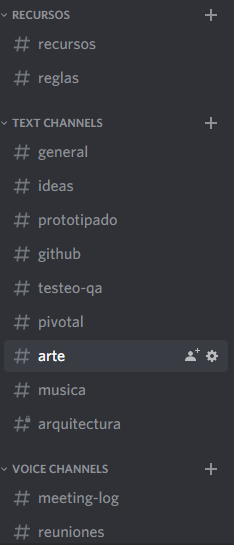 RECURSOS
recursos
reglas
TEXT CHANNELS
general
ideas
prototipado
github
testeo-qa
pivotal
arte
musica
arquitectura
VOICE CHANNELS
meeting-log
reuniones